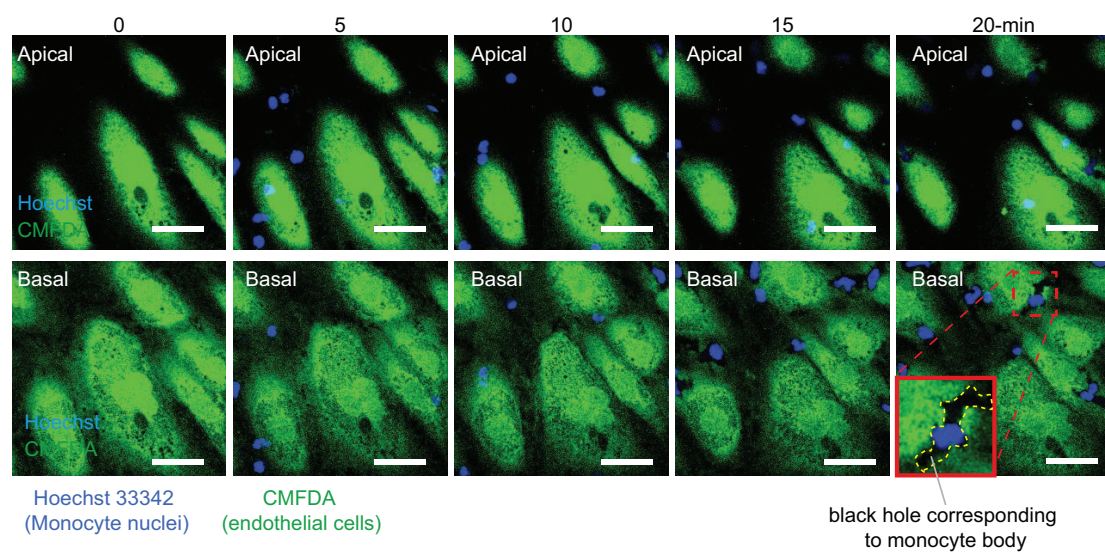 0 5 10 15 20-min
Apical Apical Apical Apical Apical
Hoechst
CMFDA
Basal Basal Basal Basal Basal
Hoechst
CMFDA
Hoechst 33342 CMFDA
(Monocyte nuclei) (endothelial cells)
black hole corresponding
to monocyte body